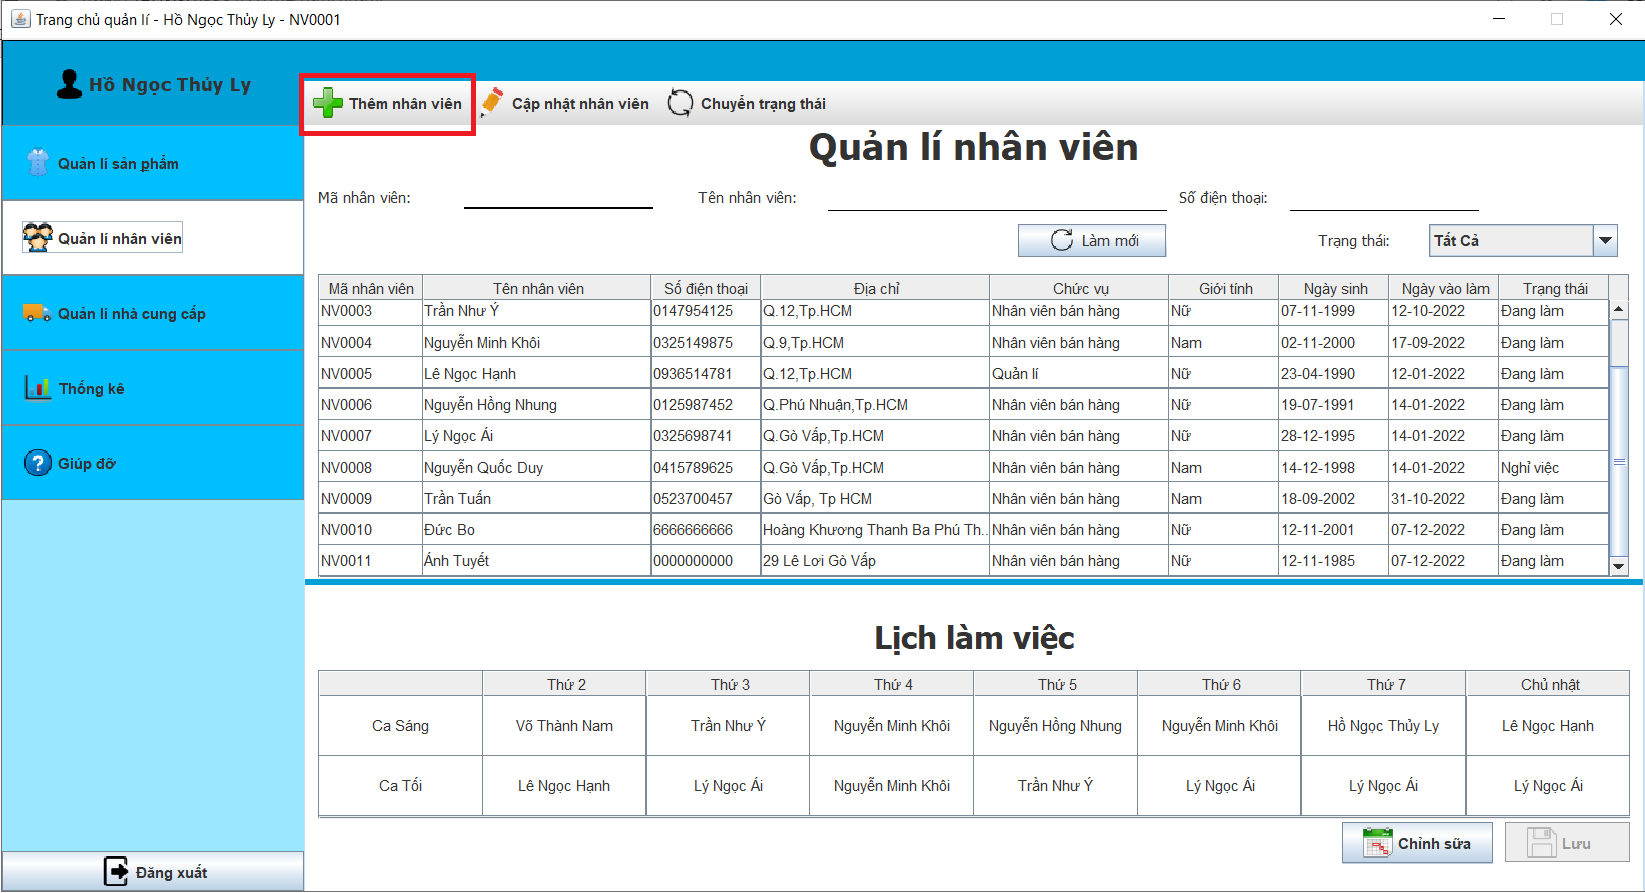 Trang chủ quản lí - Hồ Ngọc Thủy Ly - NV0001
Hồ Ngọc Thủy Ly
Thêm nhân viên Cập nhật nhân viên Chuyển trạng thái
Quản lí sản phẩm
Quản lí nhân viên
Quản lí nhà cung cấp
Thống kê
Giúp đỡ
Đăng xuất
Quản lí nhân viên
Mã nhân viên: Tên nhân viên: Số điện thoại:
Làm mới Trạng thái: Tất Cả
Mã nhân viên Tên nhân viên Số điện thoại Địa chỉ Chức vụ Giới tính Ngày sinh Ngày vào làm Trạng thái
NV0003 Trần Như Ý 0147954125 Q.12,Tp.HCM Nhân viên bán hàng Nữ 07-11-1999 12-10-2022 Đang làm
NV0004 Nguyễn Minh Khôi 0325149875 Q.9,Tp.HCM Nhân viên bán hàng Nam 02-11-2000 17-09-2022 Đang làm
NV0005 Lê Ngọc Hạnh 0936514781 Q.12,Tp.HCM Quản lí Nữ 23-04-1990 12-01-2022 Đang làm
NV0006 Nguyễn Hồng Nhung 0125987452 Q.Phú Nhuận,Tp.HCM Nhân viên bán hàng Nữ 19-07-1991 14-01-2022 Đang làm
NV0007 Lý Ngọc Ái 0325698741 Q.Gò Vấp,Tp.HCM Nhân viên bán hàng Nữ 28-12-1995 14-01-2022 Đang làm
NV0008 Nguyễn Quốc Duy 0415789625 Q.Gò Vấp,Tp.HCM Nhân viên bán hàng Nam 14-12-1998 14-01-2022 Nghỉ việc
NV0009 Trần Tuấn 0523700457 Gò Vấp, Tp HCM Nhân viên bán hàng Nam 18-09-2002 31-10-2022 Đang làm
NV0010 Đức Bo 6666666666 Hoàng Khương Thanh Ba Phú Th... Nhân viên bán hàng Nữ 12-11-2001 07-12-2022 Đang làm
NV0011 Ánh Tuyết 0000000000 29 Lê Lơi Gò Vấp Nhân viên bán hàng Nữ 12-11-1985 07-12-2022 Đang làm
Lịch làm việc
Thứ 2 Thứ 3 Thứ 4 Thứ 5 Thứ 6 Thứ 7 Chủ nhật
Ca Sáng Võ Thành Nam Trần Như Ý Nguyễn Minh Khôi Nguyễn Hồng Nhung Nguyễn Minh Khôi Hồ Ngọc Thủy Ly Lê Ngọc Hạnh
Ca Tối Lê Ngọc Hạnh Lý Ngọc Ái Nguyễn Minh Khôi Trần Như Ý Lý Ngọc Ái Lý Ngọc Ái Lý Ngọc Ái
Chỉnh sữa Lưu